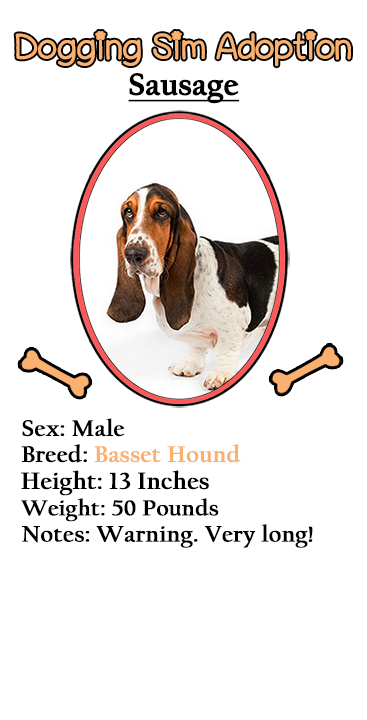 Dogging Sim Adoption
Sausage
Sex: Male
Breed: Basset Hound
Height: 13 Inches
Weight: 50 Pounds
Notes: Warning. Very long!